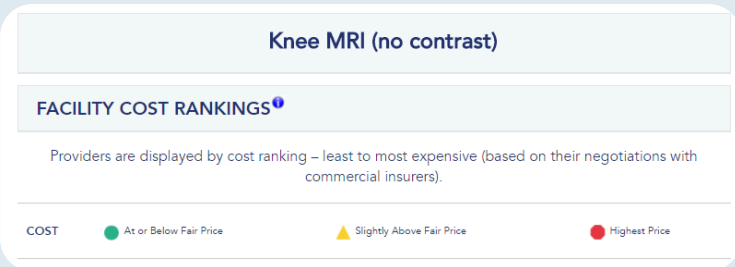 Knee MRI (no contrast)
FACILITY COST RANKINGS
Providers are displayed by cost ranking – least to most expensive (based on their negotiations with
commercial insurers).
COST At or Below Fair Price Slightly Above Fair Price Highest Price